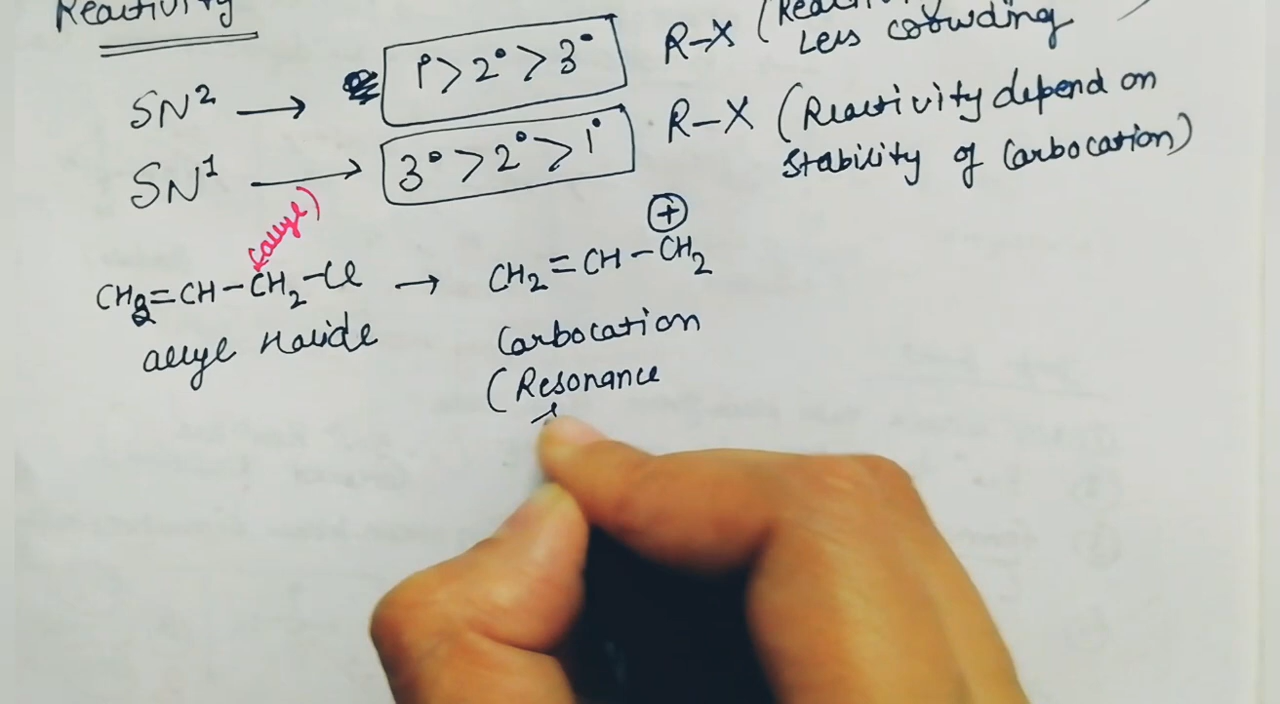 Reactivity
SN² → 1° > 2° > 3° R-X ( Less crowding
SN¹ → 3° > 2° > 1° R-X (Reactivity depend on
stability of Carbocation)
(allyl)
CH2=CH-CH2-Cl → CH2=CH-CH2 +
allyl Halide Carbocation
(Resonance